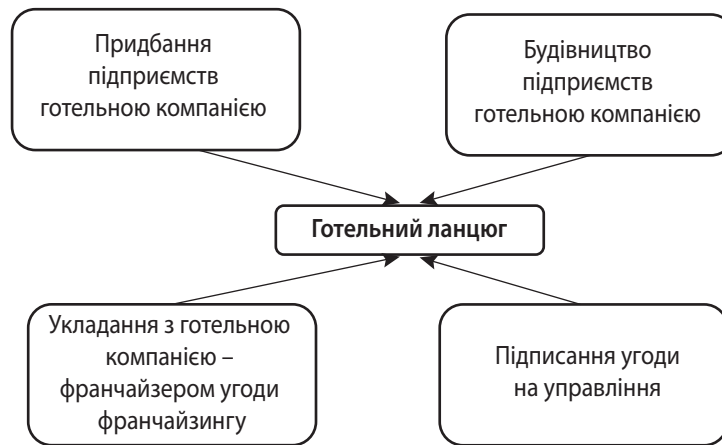 Придбання
підприємств
готельною компанією
Будівництво
підприємств
готельною компанією
Готельний ланцюг
Укладання з готельною
компанією –
франчайзером угоди
франчайзингу
Підписання угоди
на управління